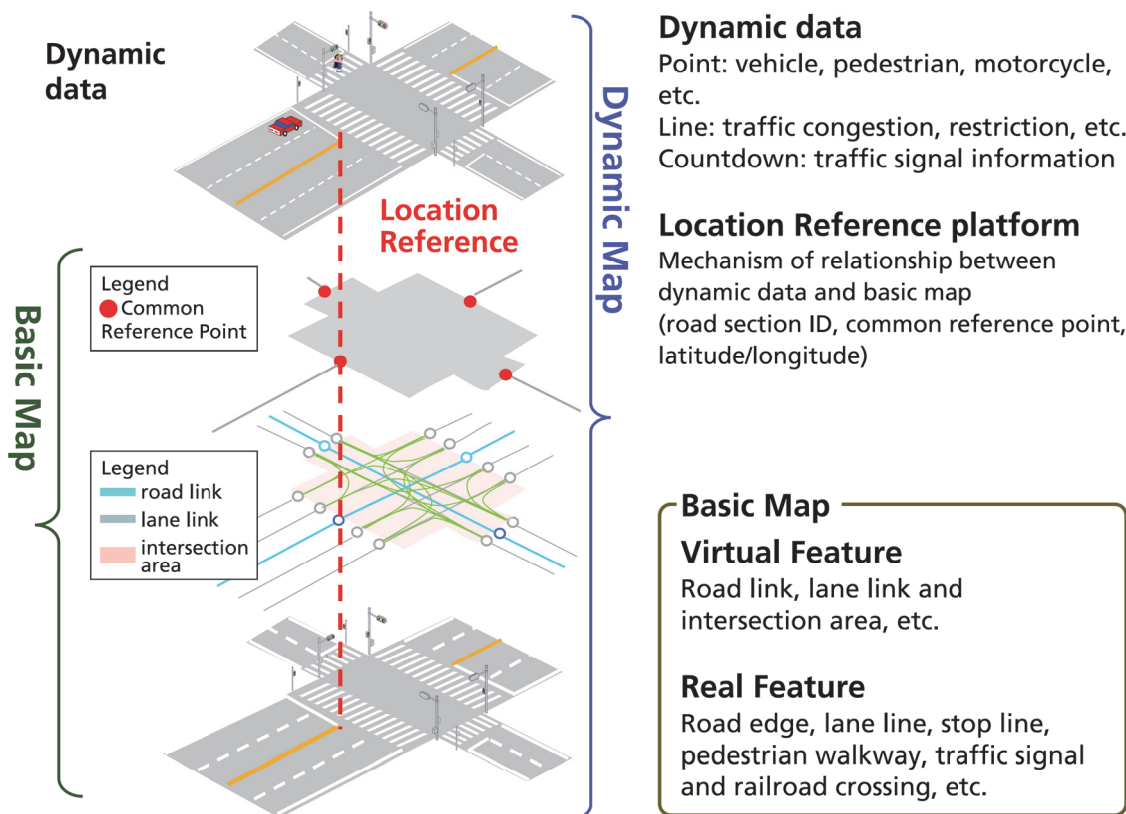 Dynamic
data
Location
Reference
Legend
Common
Reference Point
Legend
road link
lane link
intersection
area
Basic Map
Dynamic Map
Dynamic data
Point: vehicle, pedestrian, motorcycle,
etc.
Line: traffic congestion, restriction, etc.
Countdown: traffic signal information
Location Reference platform
Mechanism of relationship between
dynamic data and basic map
(road section ID, common reference point,
latitude/longitude)
Basic Map
Virtual Feature
Road link, lane link and
intersection area, etc.
Real Feature
Road edge, lane line, stop line,
pedestrian walkway, traffic signal
and railroad crossing, etc.